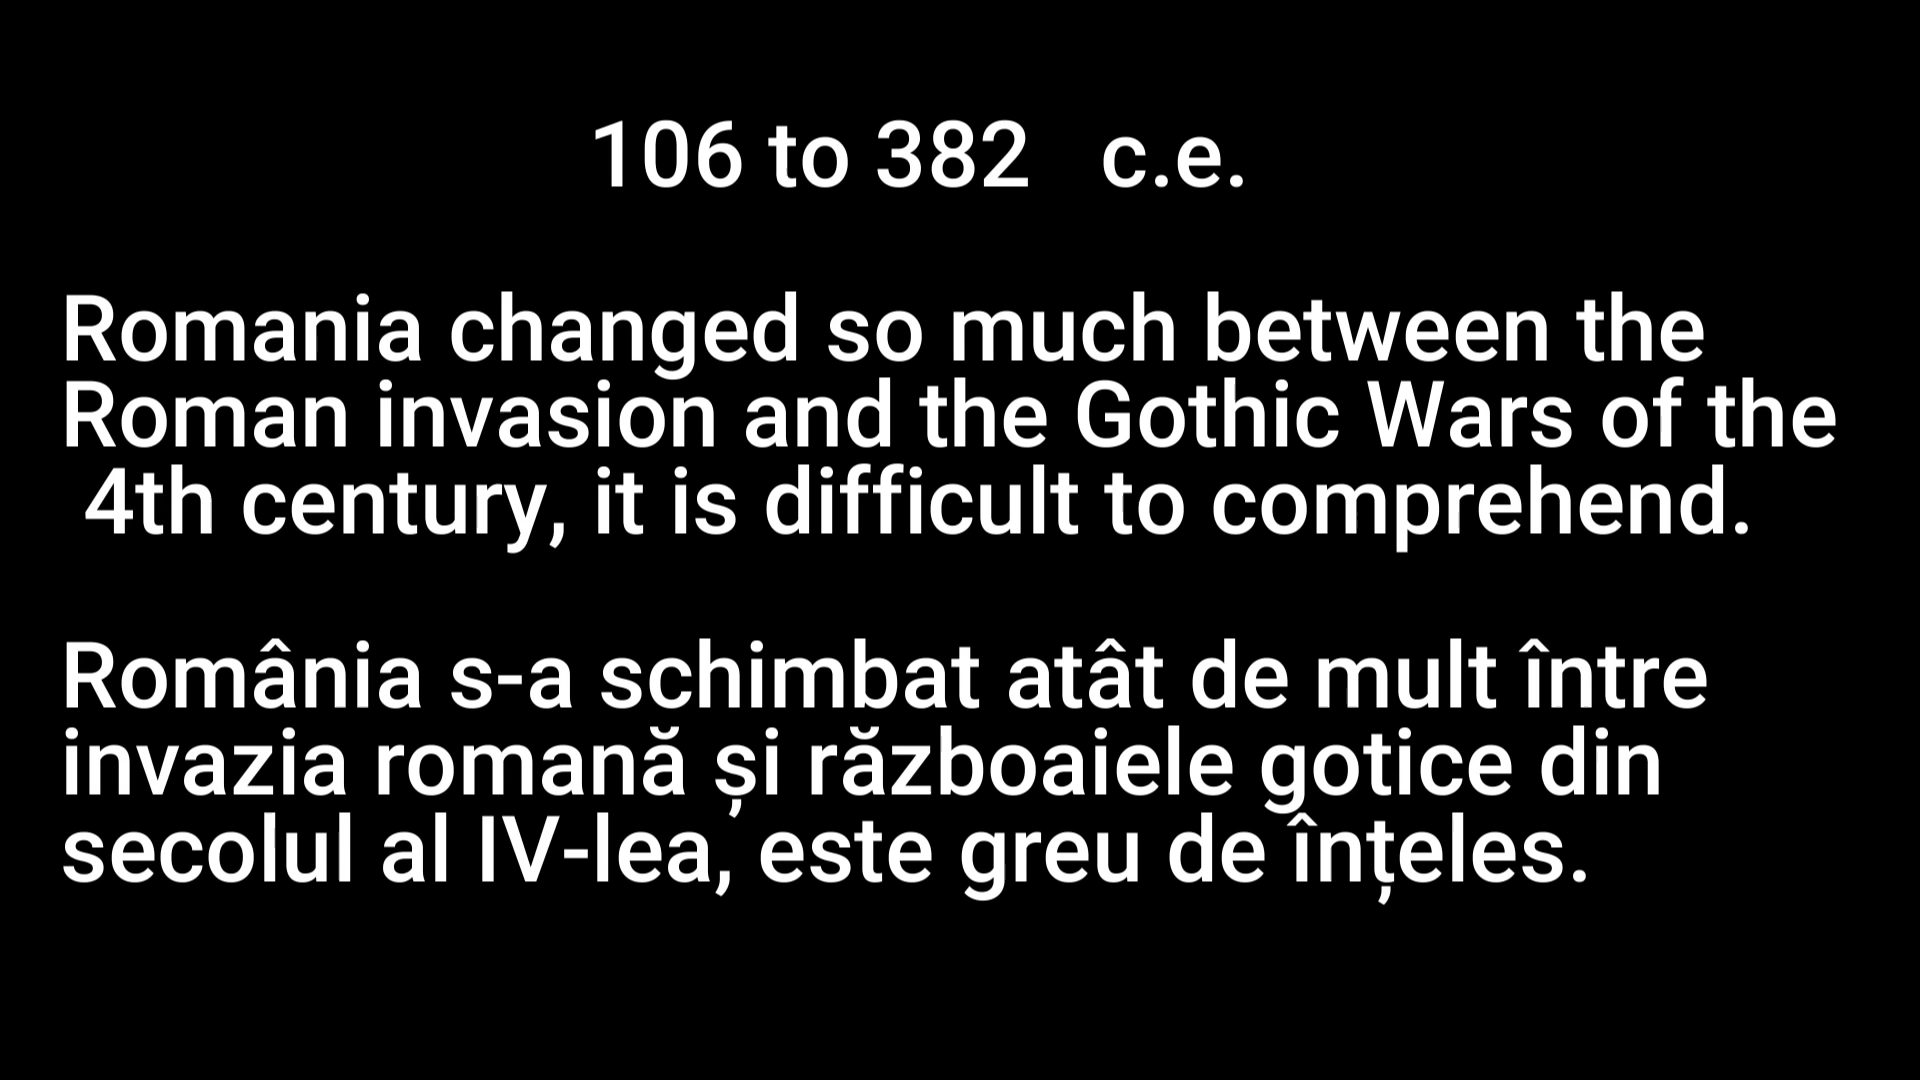 106 to 382 c.e.
Romania changed so much between the
Roman invasion and the Gothic Wars of the
4th century, it is difficult to comprehend.
România s-a schimbat atât de mult între
invazia romană și războaiele gotice din
secolul al IV-lea, este greu de înțeles.